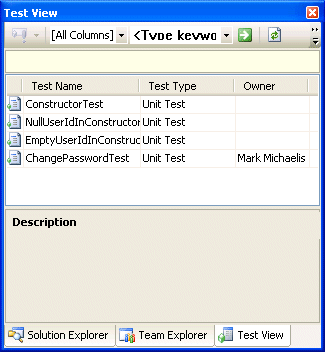 Test View
[All Columns] <Type keywo
Test Name Test Type Owner
ConstructorTest Unit Test
NullUserIdInConstructor Unit Test
EmptyUserIdInConstruc Unit Test
ChangePasswordTest Unit Test Mark Michaelis
Description
Solution Explorer Team Explorer Test View